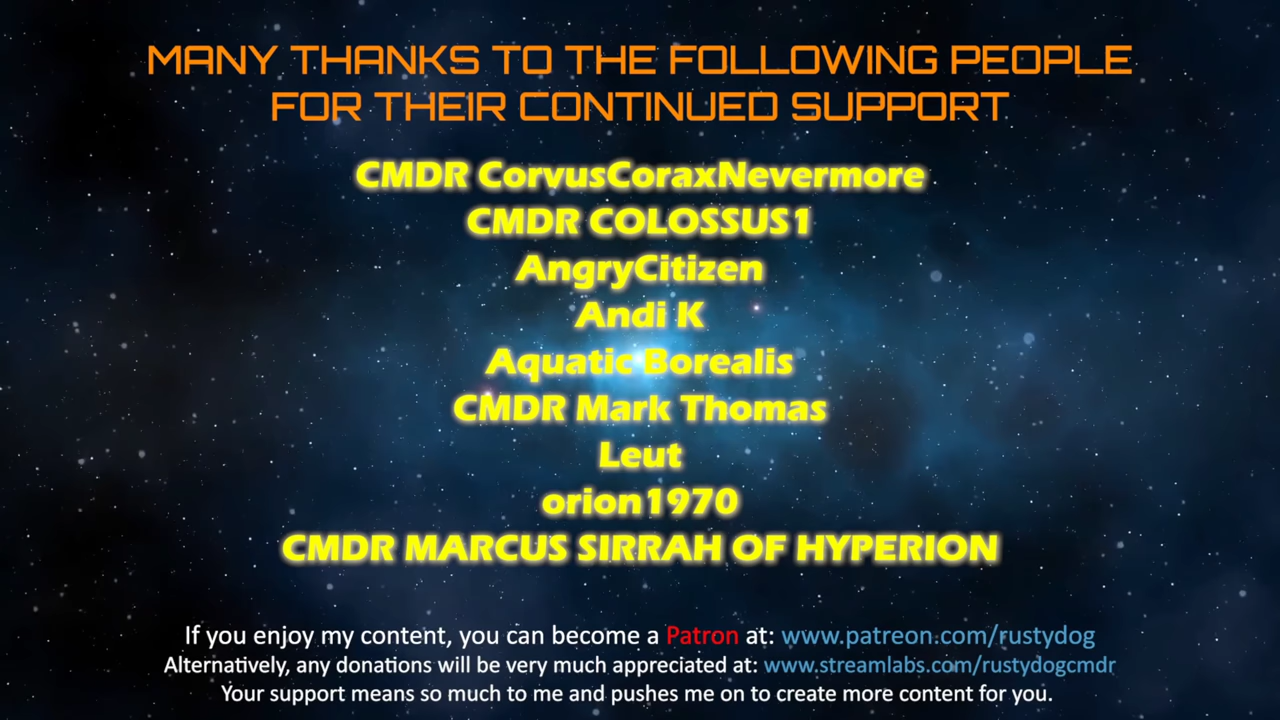 MANY THANKS TO THE FOLLOWING PEOPLE
FOR THEIR CONTINUED SUPPORT
CMDR CorvusCoraxNevermore
CMDR COLOSSUS1
AngryCitizen
Andi K
Aquatic Borealis
CMDR Mark Thomas
Leut
orion1970
CMDR MARCUS SIRRAH OF HYPERION
If you enjoy my content, you can become a Patron at: www.patreon.com/rustydog
Alternatively, any donations will be very much appreciated at: www.streamlabs.com/rustydogcmdr
Your support means so much to me and pushes me on to create more content for you.